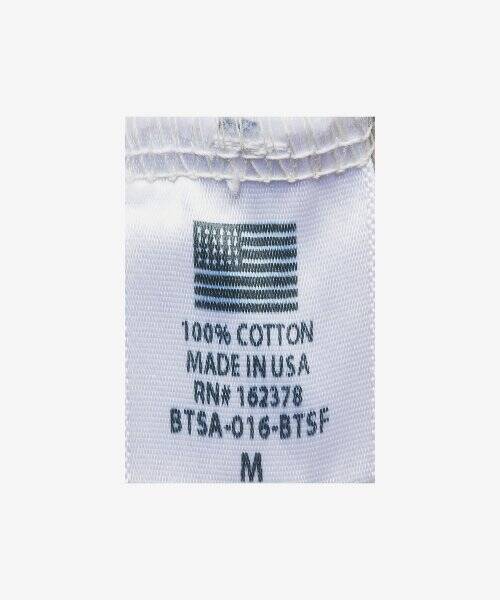 100% COTTON
MADE IN USA
RN# 162378
BTSA-016-BTSF
M